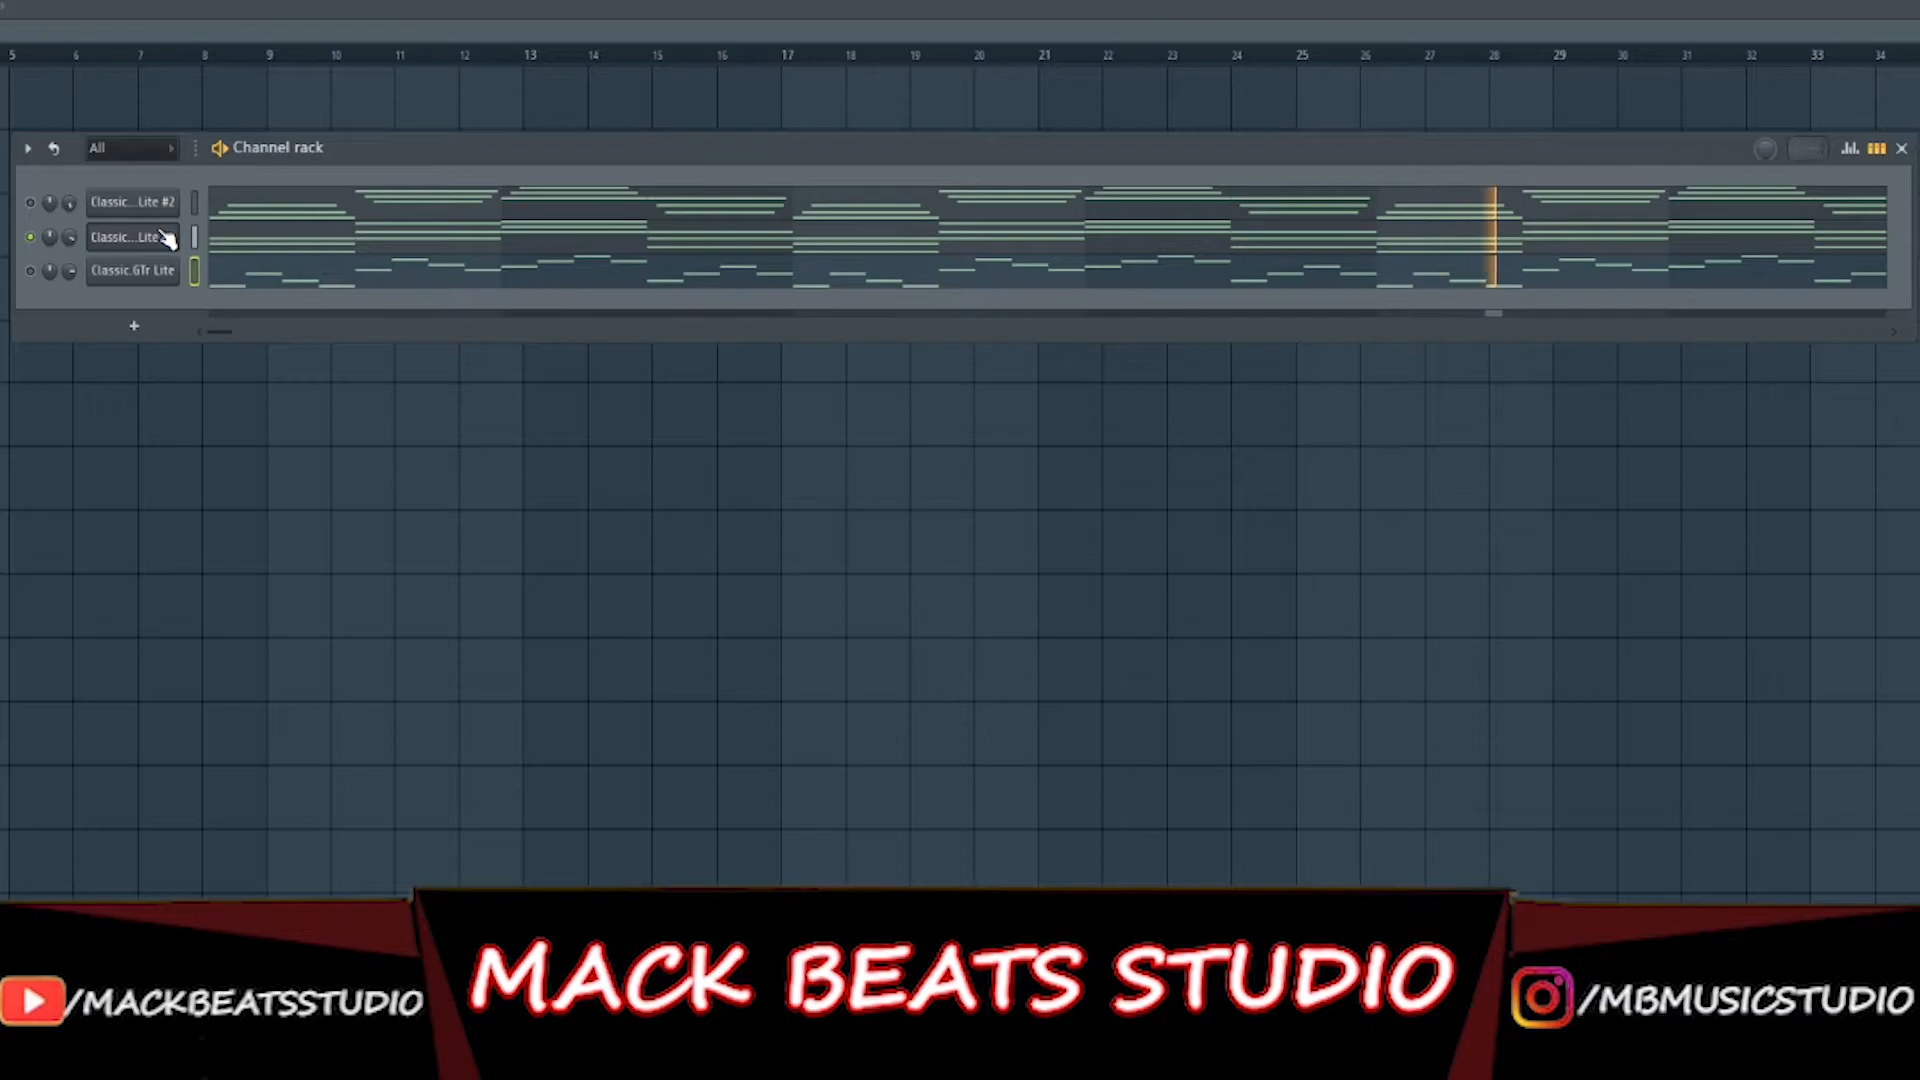 5 6 7 8 9 10 11 12 13 14 15 16 17 18 19 20 21 22 23 24 25 26 27 28 29 30 31 32 33 34
All
Channel rack
Classic...Lite #2
Classic...Lite
Classic.GTr Lite
+
MACK BEATS STUDIO
/MACKBEATSSTUDIO
/MBMUSICSTUDIO